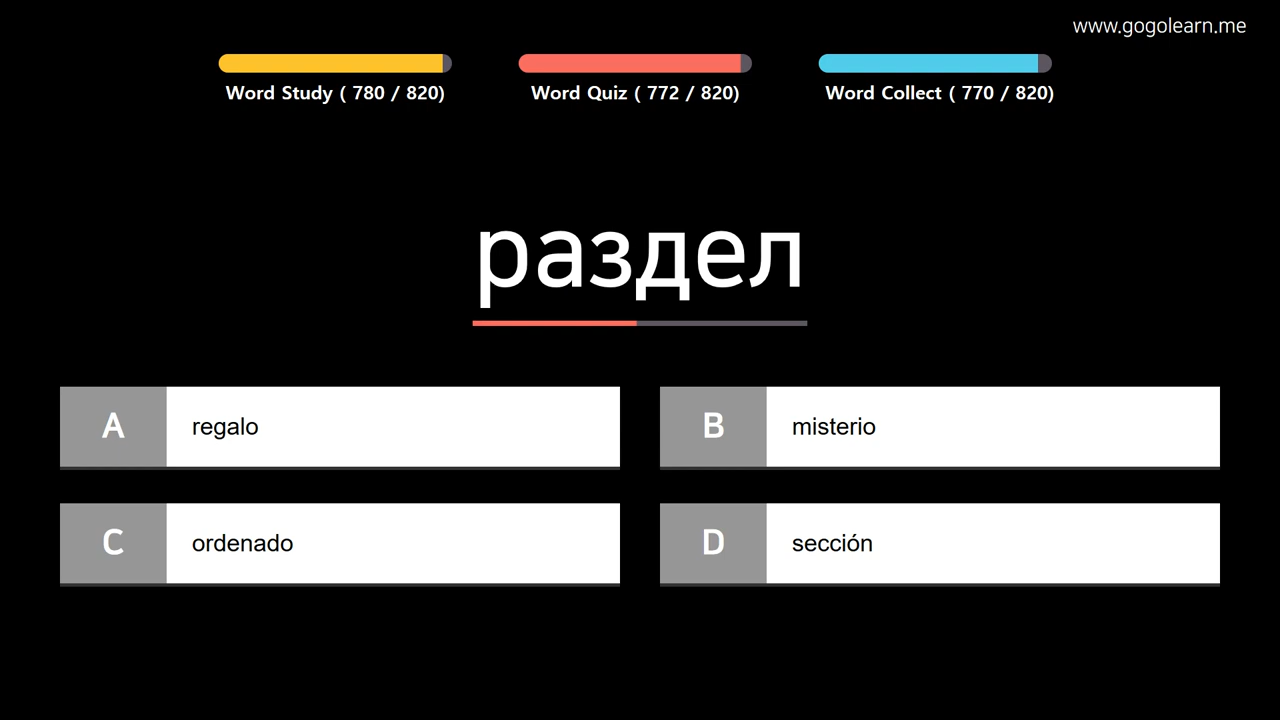 www.gogolearn.me
Word Study ( 780 / 820)
Word Quiz ( 772 / 820)
Word Collect ( 770 / 820)
раздел
A regalo
B misterio
C ordenado
D sección